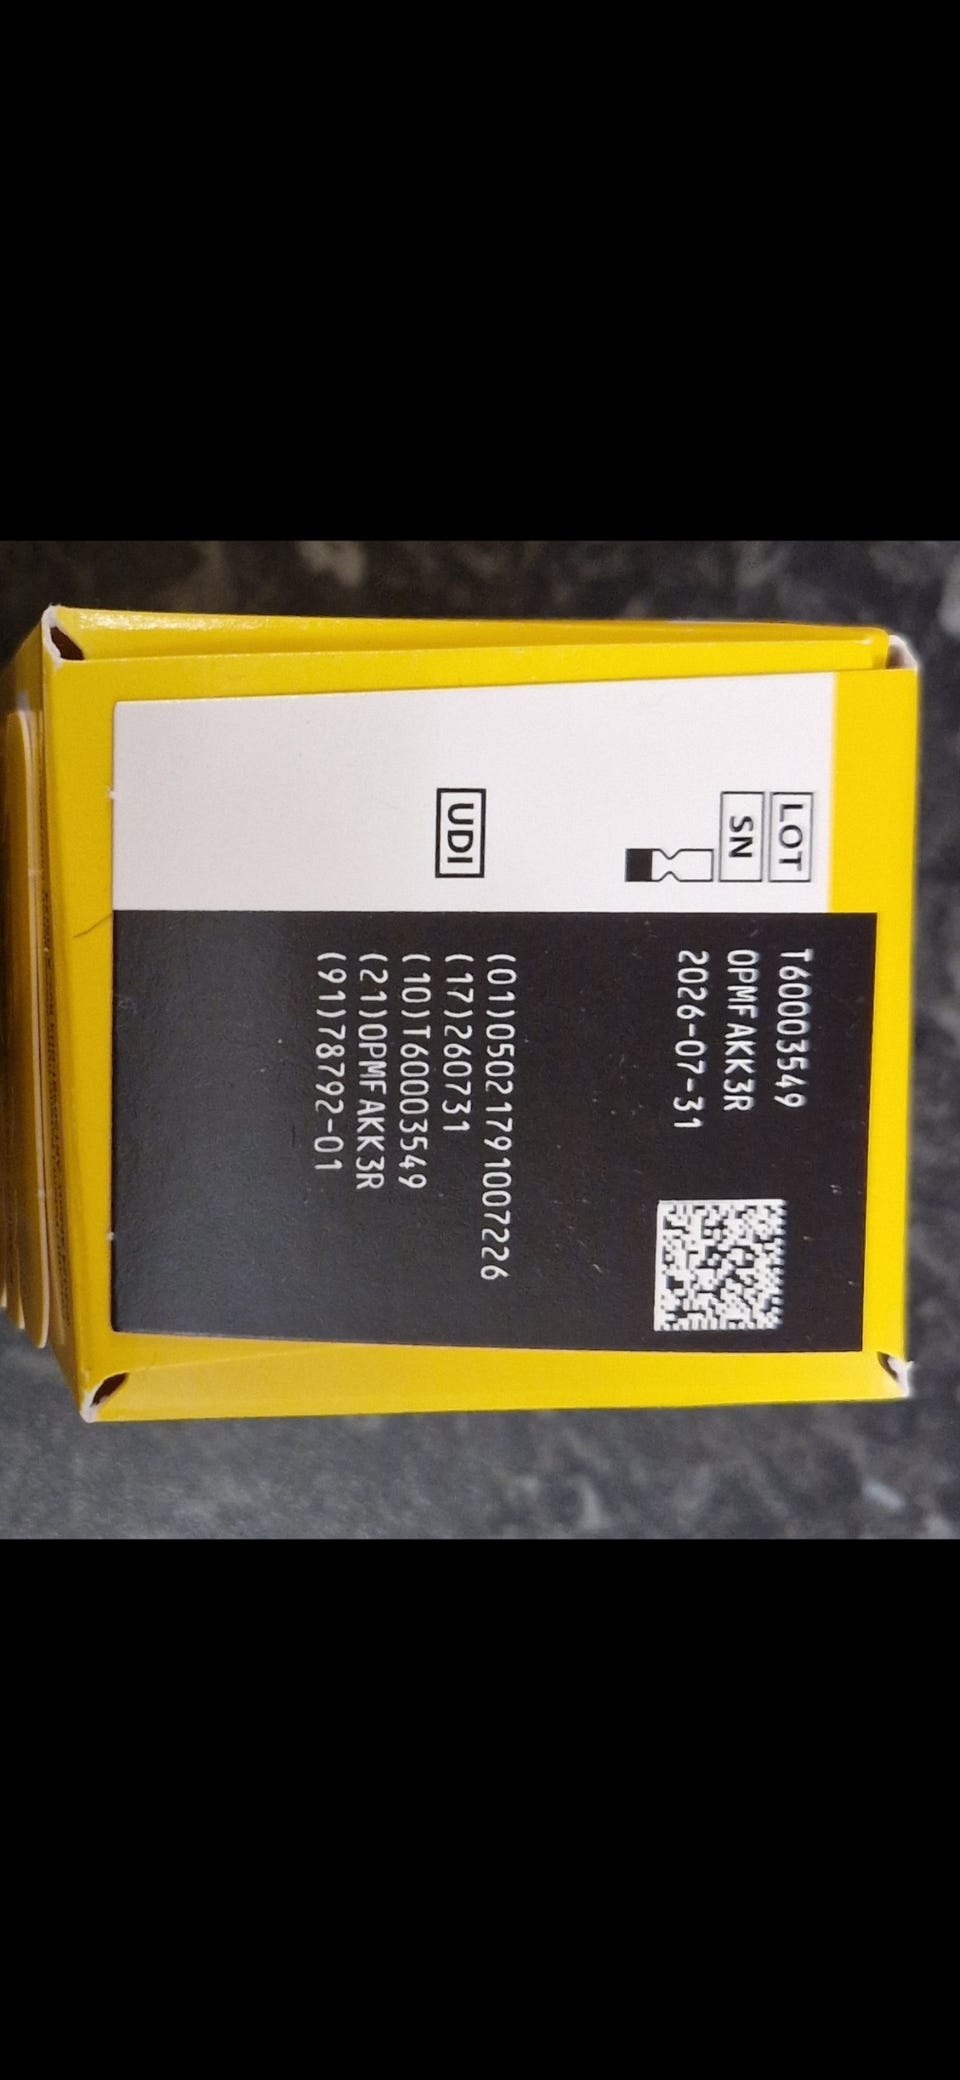 LOT T60003549
SN 0PMFAKK3R
2026-07-31
UDI
(01)05021791007226
(17)260731
(10)T60003549
(21)0PMFAKK3R
(91)78792-01